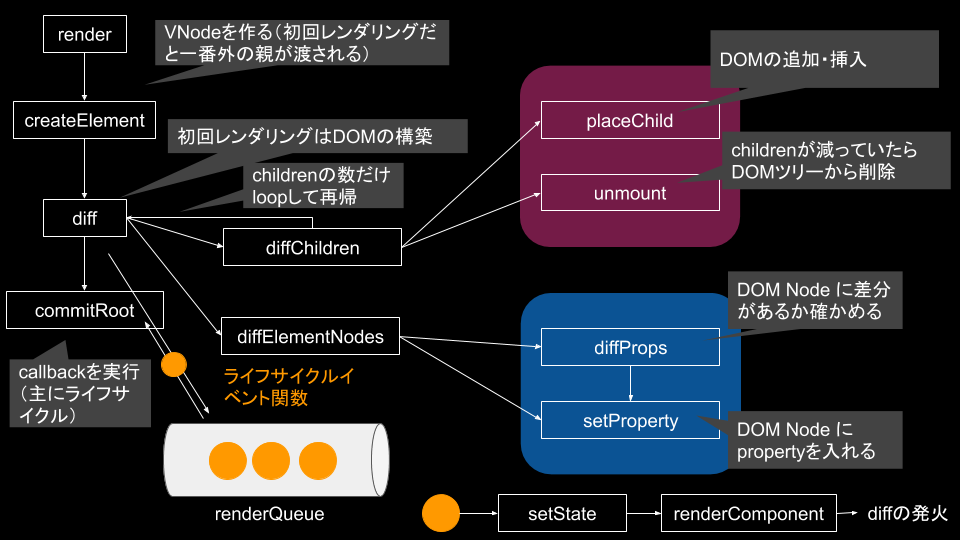 render
VNodeを作る（初回レンダリングだ
と一番外の親が渡される）
createElement
初回レンダリングはDOMの構築
childrenの数だけ
loopして再帰
diff
diffChildren
commitRoot
diffElementNodes
callbackを実行
（主にライフサ
イクル）
ライフサイクルイ
ベント関数
renderQueue
DOMの追加・挿入
placeChild
childrenが減っていたら
DOMツリーから削除
unmount
DOM Node に差分
があるか確かめる
diffProps
setProperty
DOM Node に
propertyを入れる
setState
renderComponent
diffの発火